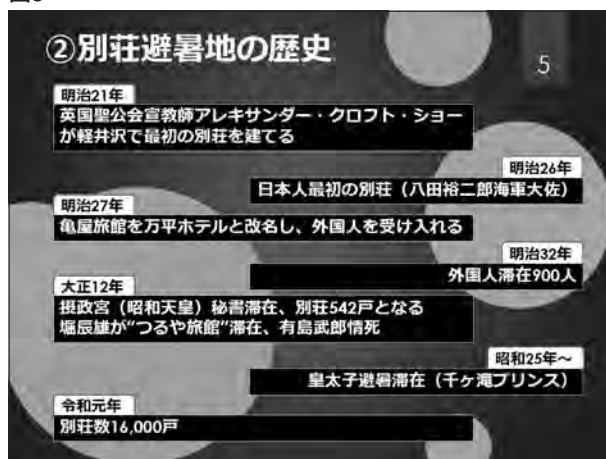 ②別荘避暑地の歴史
5
明治21年
英国聖公会宣教師アレキサンダー・クロフト・ショー
が軽井沢で最初の別荘を建てる
明治26年
日本人最初の別荘（八田裕二郎海軍大佐）
明治27年
亀屋旅館を万平ホテルと改名し、外国人を受け入れる
明治32年
外国人滞在900人
大正12年
摂政宮（昭和天皇）秘書滞在、別荘542戸となる
堀辰雄が“つるや旅館”滞在、有島武郎情死
昭和25年～
皇太子避暑滞在（千ヶ滝プリンス）
令和元年
別荘数16,000戸